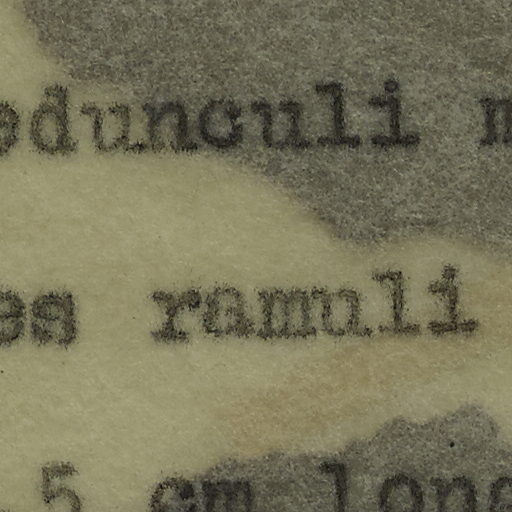 edunculi m
es ramuli
.5 cm long